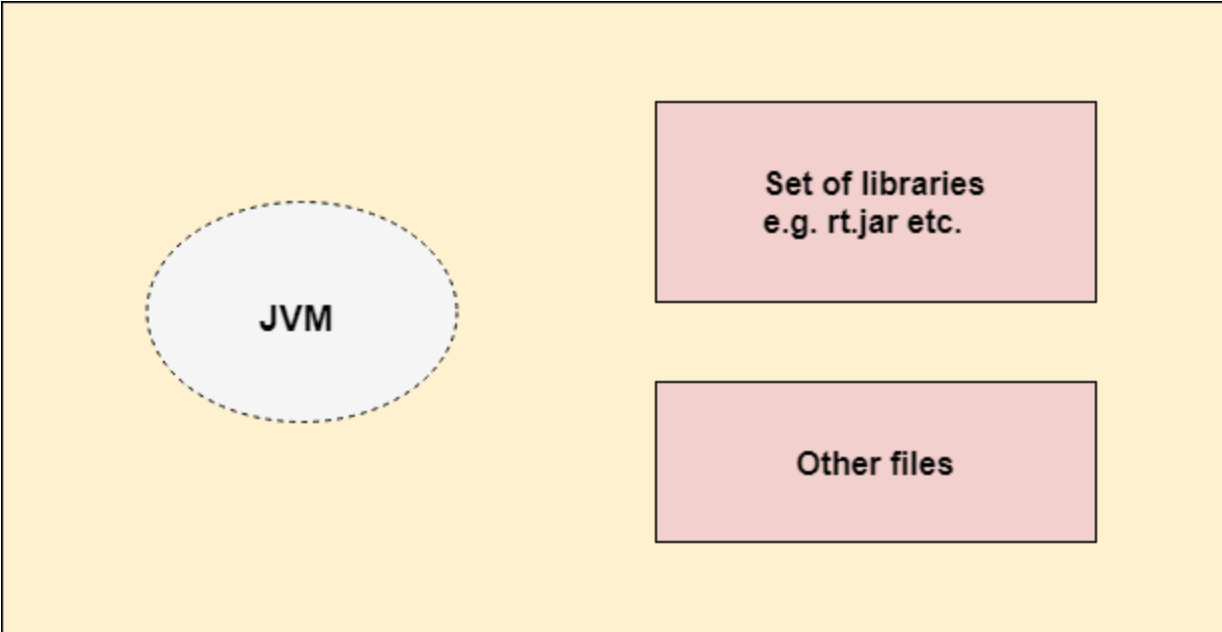 JVM
Set of libraries
e.g. rt.jar etc.
Other files